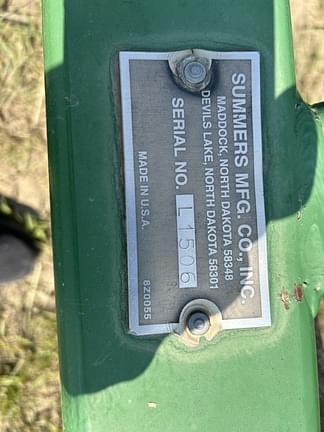 SUMMERS MFG. CO., INC.
MADDOCK, NORTH DAKOTA 58348
DEVILS LAKE, NORTH DAKOTA 58301
SERIAL NO. L1506
MADE IN U.S.A.
8Z0055